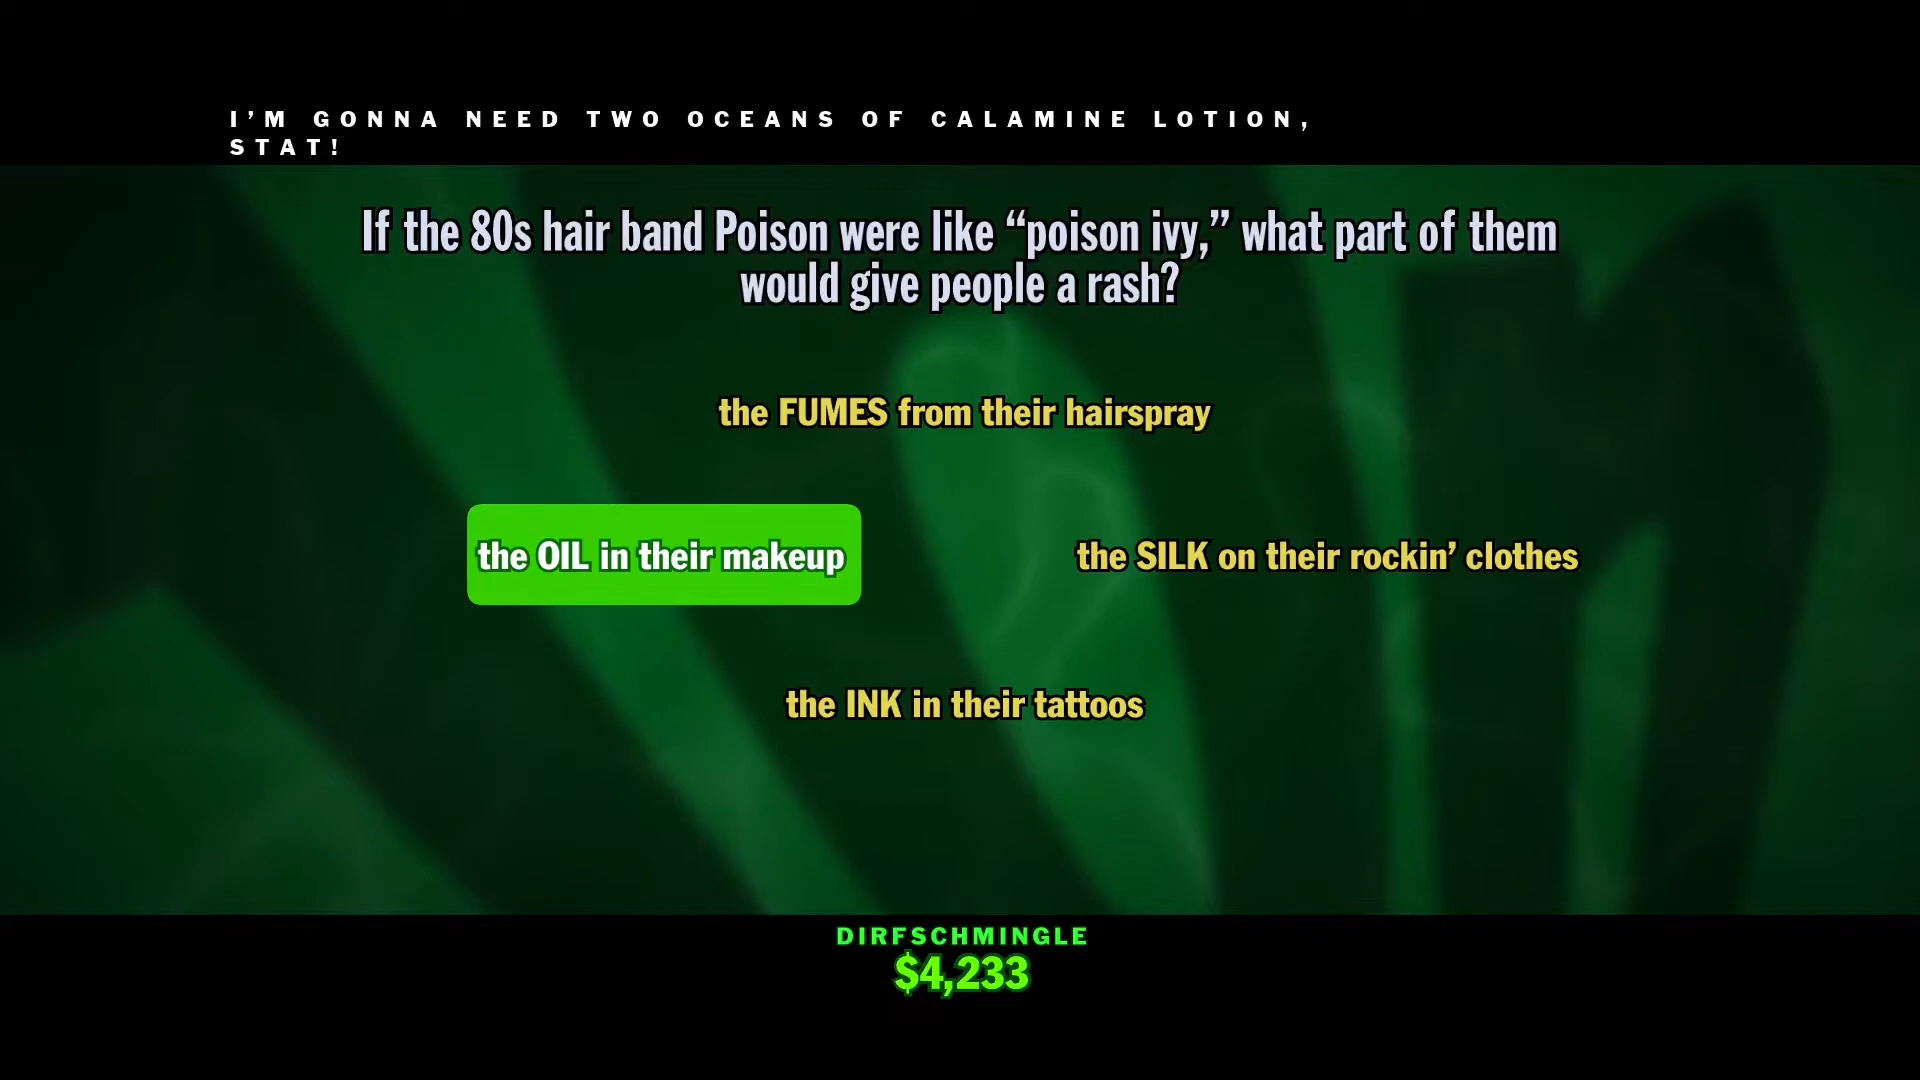 I’M GONNA NEED TWO OCEANS OF CALAMINE LOTION,
STAT!
If the 80s hair band Poison were like “poison ivy,” what part of them
would give people a rash?
the FUMES from their hairspray
the OIL in their makeup
the SILK on their rockin’ clothes
the INK in their tattoos
DIRFSCHMINGLE
$4,233